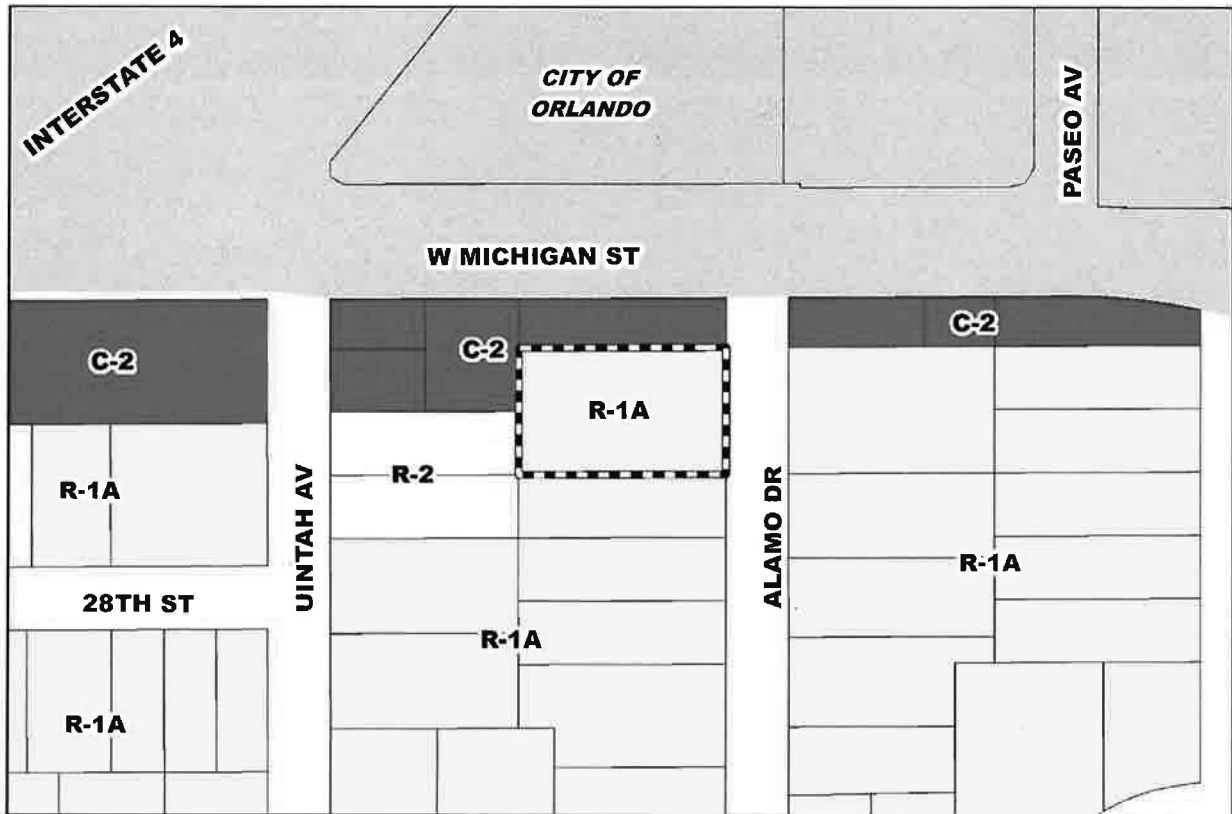 INTERSTATE 4
CITY OF
ORLANDO
PASEO AV
W MICHIGAN ST
C-2
C-2
C-2
R-1A
R-1A
R-2
UINTAH AV
ALAMO DR
R-1A
28TH ST
R-1A
R-1A